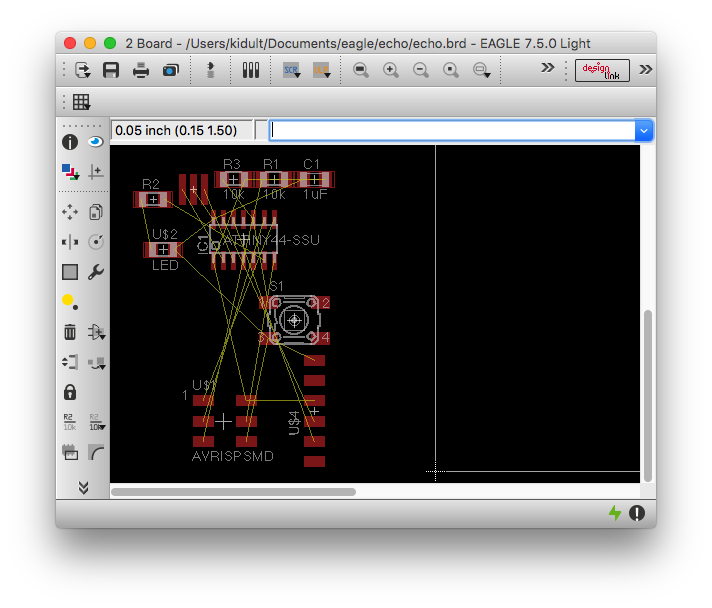 2 Board - /Users/kidult/Documents/eagle/echo/echo.brd - EAGLE 7.5.0 Light
SCR
design link
0.05 inch (0.15 1.50)
R3 R1 C1
R2
10k 10k 1uF
U$2
IC1
ATTINY44-SSU
LED
S1
1 2
3 4
U$1
1
U$4
AVRISPSMD
R2 10k
R2 10k